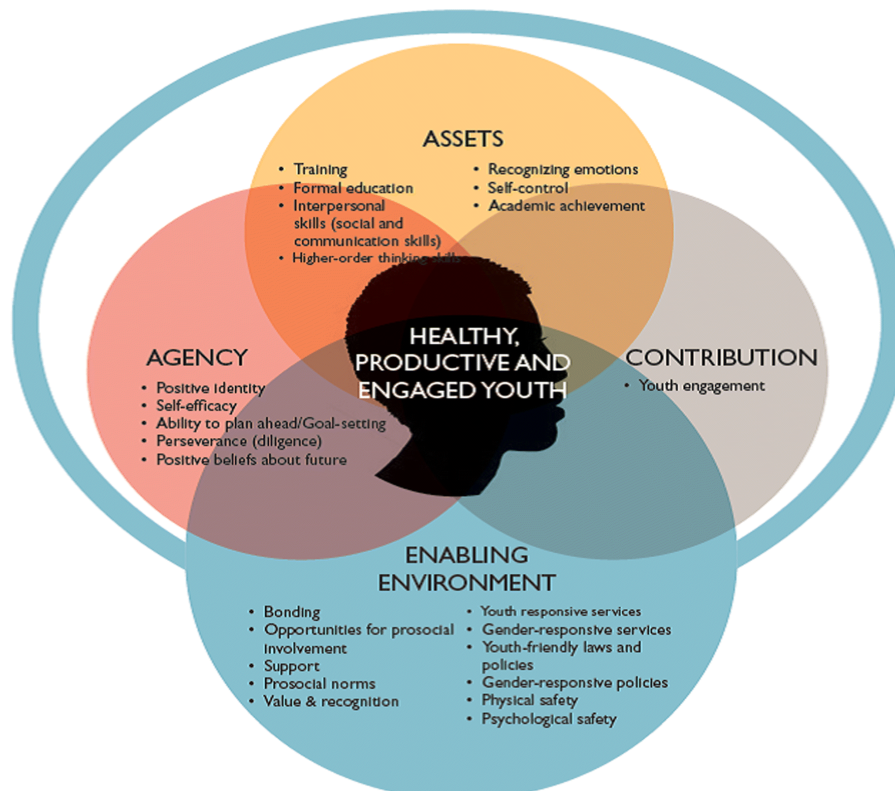 ASSETS
• Training
• Formal education
• Interpersonal
skills (social and
communication skills)
• Higher-order thinking skills
• Recognizing emotions
• Self-control
• Academic achievement
HEALTHY,
PRODUCTIVE AND
ENGAGED YOUTH
AGENCY
• Positive identity
• Self-efficacy
• Ability to plan ahead/Goal-setting
• Perseverance (diligence)
• Positive beliefs about future
CONTRIBUTION
• Youth engagement
ENABLING
ENVIRONMENT
• Bonding
• Opportunities for prosocial
involvement
• Support
• Prosocial norms
• Value & recognition
• Youth responsive services
• Gender-responsive services
• Youth-friendly laws and
policies
• Gender-responsive policies
• Physical safety
• Psychological safety